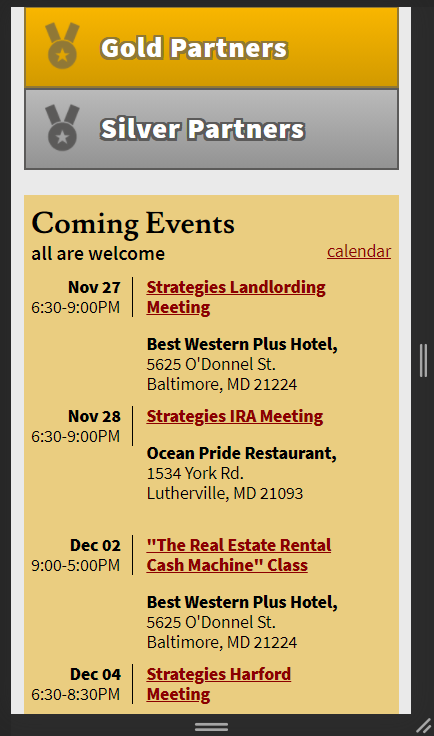 Gold Partners
Silver Partners
Coming Events
all are welcome
calendar
Nov 27
6:30-9:00PM
Strategies Landlording
Meeting
Best Western Plus Hotel,
5625 O'Donnel St.
Baltimore, MD 21224
Nov 28
6:30-9:00PM
Strategies IRA Meeting
Ocean Pride Restaurant,
1534 York Rd.
Lutherville, MD 21093
Dec 02
9:00-5:00PM
"The Real Estate Rental
Cash Machine" Class
Best Western Plus Hotel,
5625 O'Donnel St.
Baltimore, MD 21224
Dec 04
6:30-8:30PM
Strategies Harford
Meeting